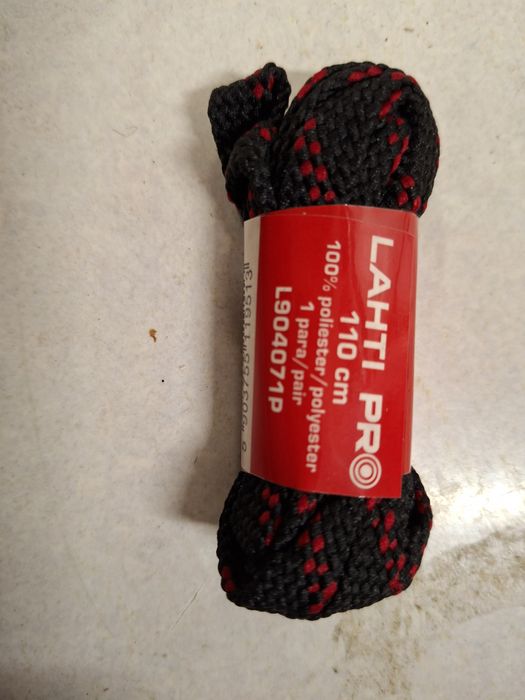 LAHTI PRO
110 cm
100% poliester/polyester
1 para/pair
L904071P